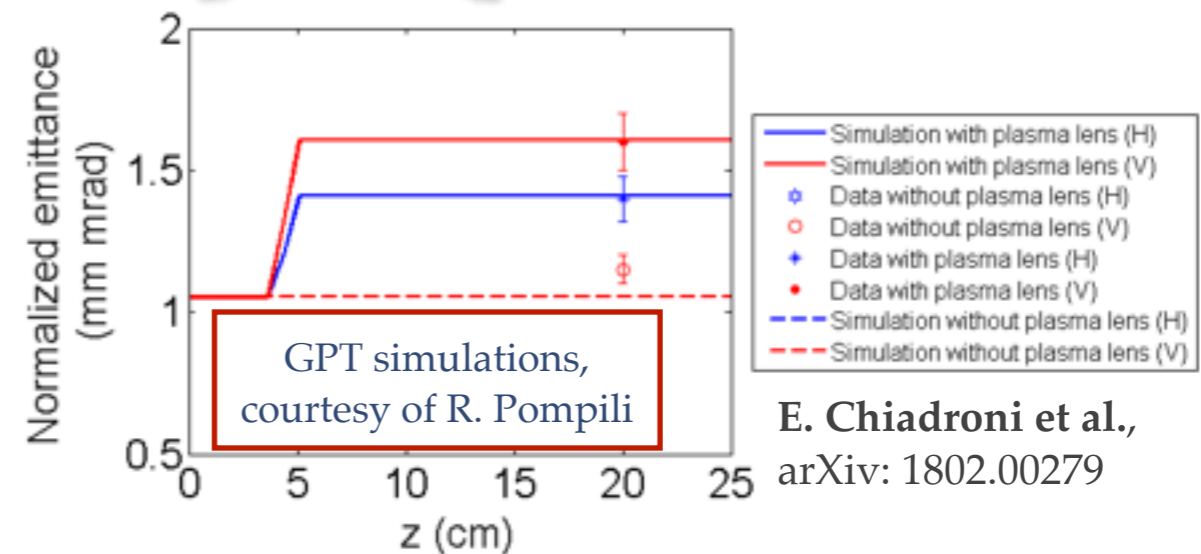 2
1.5
1
0.5
Normalized emittance
(mm mrad)
0 5 10 15 20 25
z (cm)
GPT simulations,
courtesy of R. Pompili
Simulation with plasma lens (H)
Simulation with plasma lens (V)
Data without plasma lens (H)
Data without plasma lens (V)
Data with plasma lens (H)
Data with plasma lens (V)
Simulation without plasma lens (H)
Simulation without plasma lens (V)
E. Chiadroni et al.,
arXiv: 1802.00279